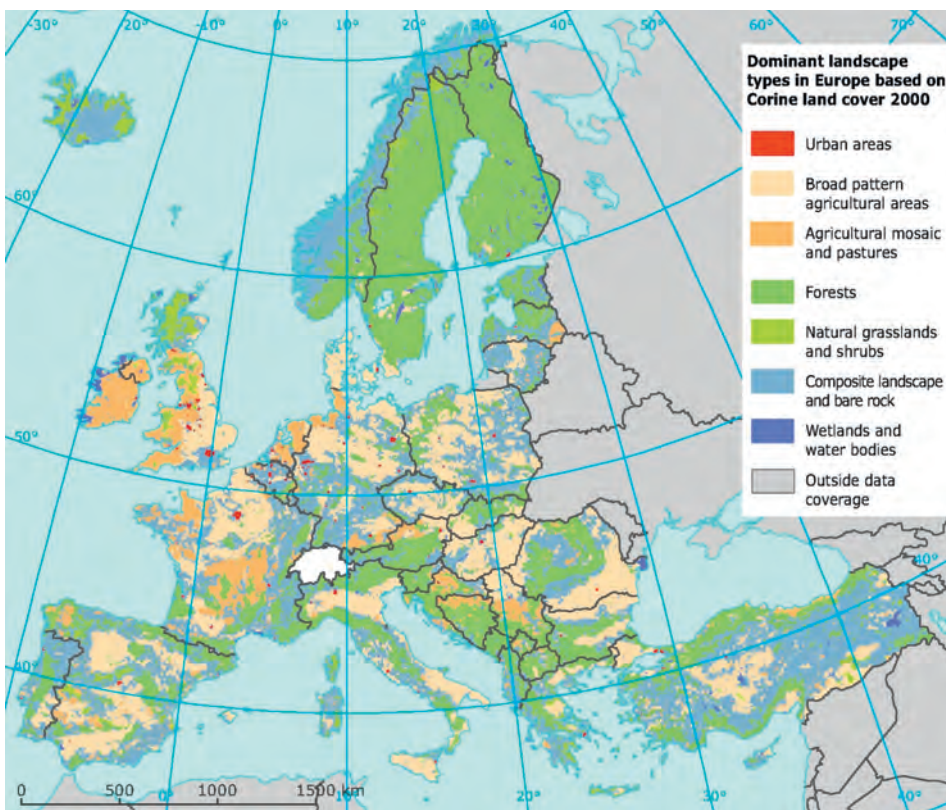 -30°
-20°
-10°
0°
10°
20°
30°
40°
50°
60°
70°
60°
50°
40°
40°
Dominant landscape
types in Europe based on
Corine land cover 2000
Urban areas
Broad pattern
agricultural areas
Agricultural mosaic
and pastures
Forests
Natural grasslands
and shrubs
Composite landscape
and bare rock
Wetlands and
water bodies
Outside data
coverage
0 500 1000 1500 km
0°
10°
20°
30°
40°